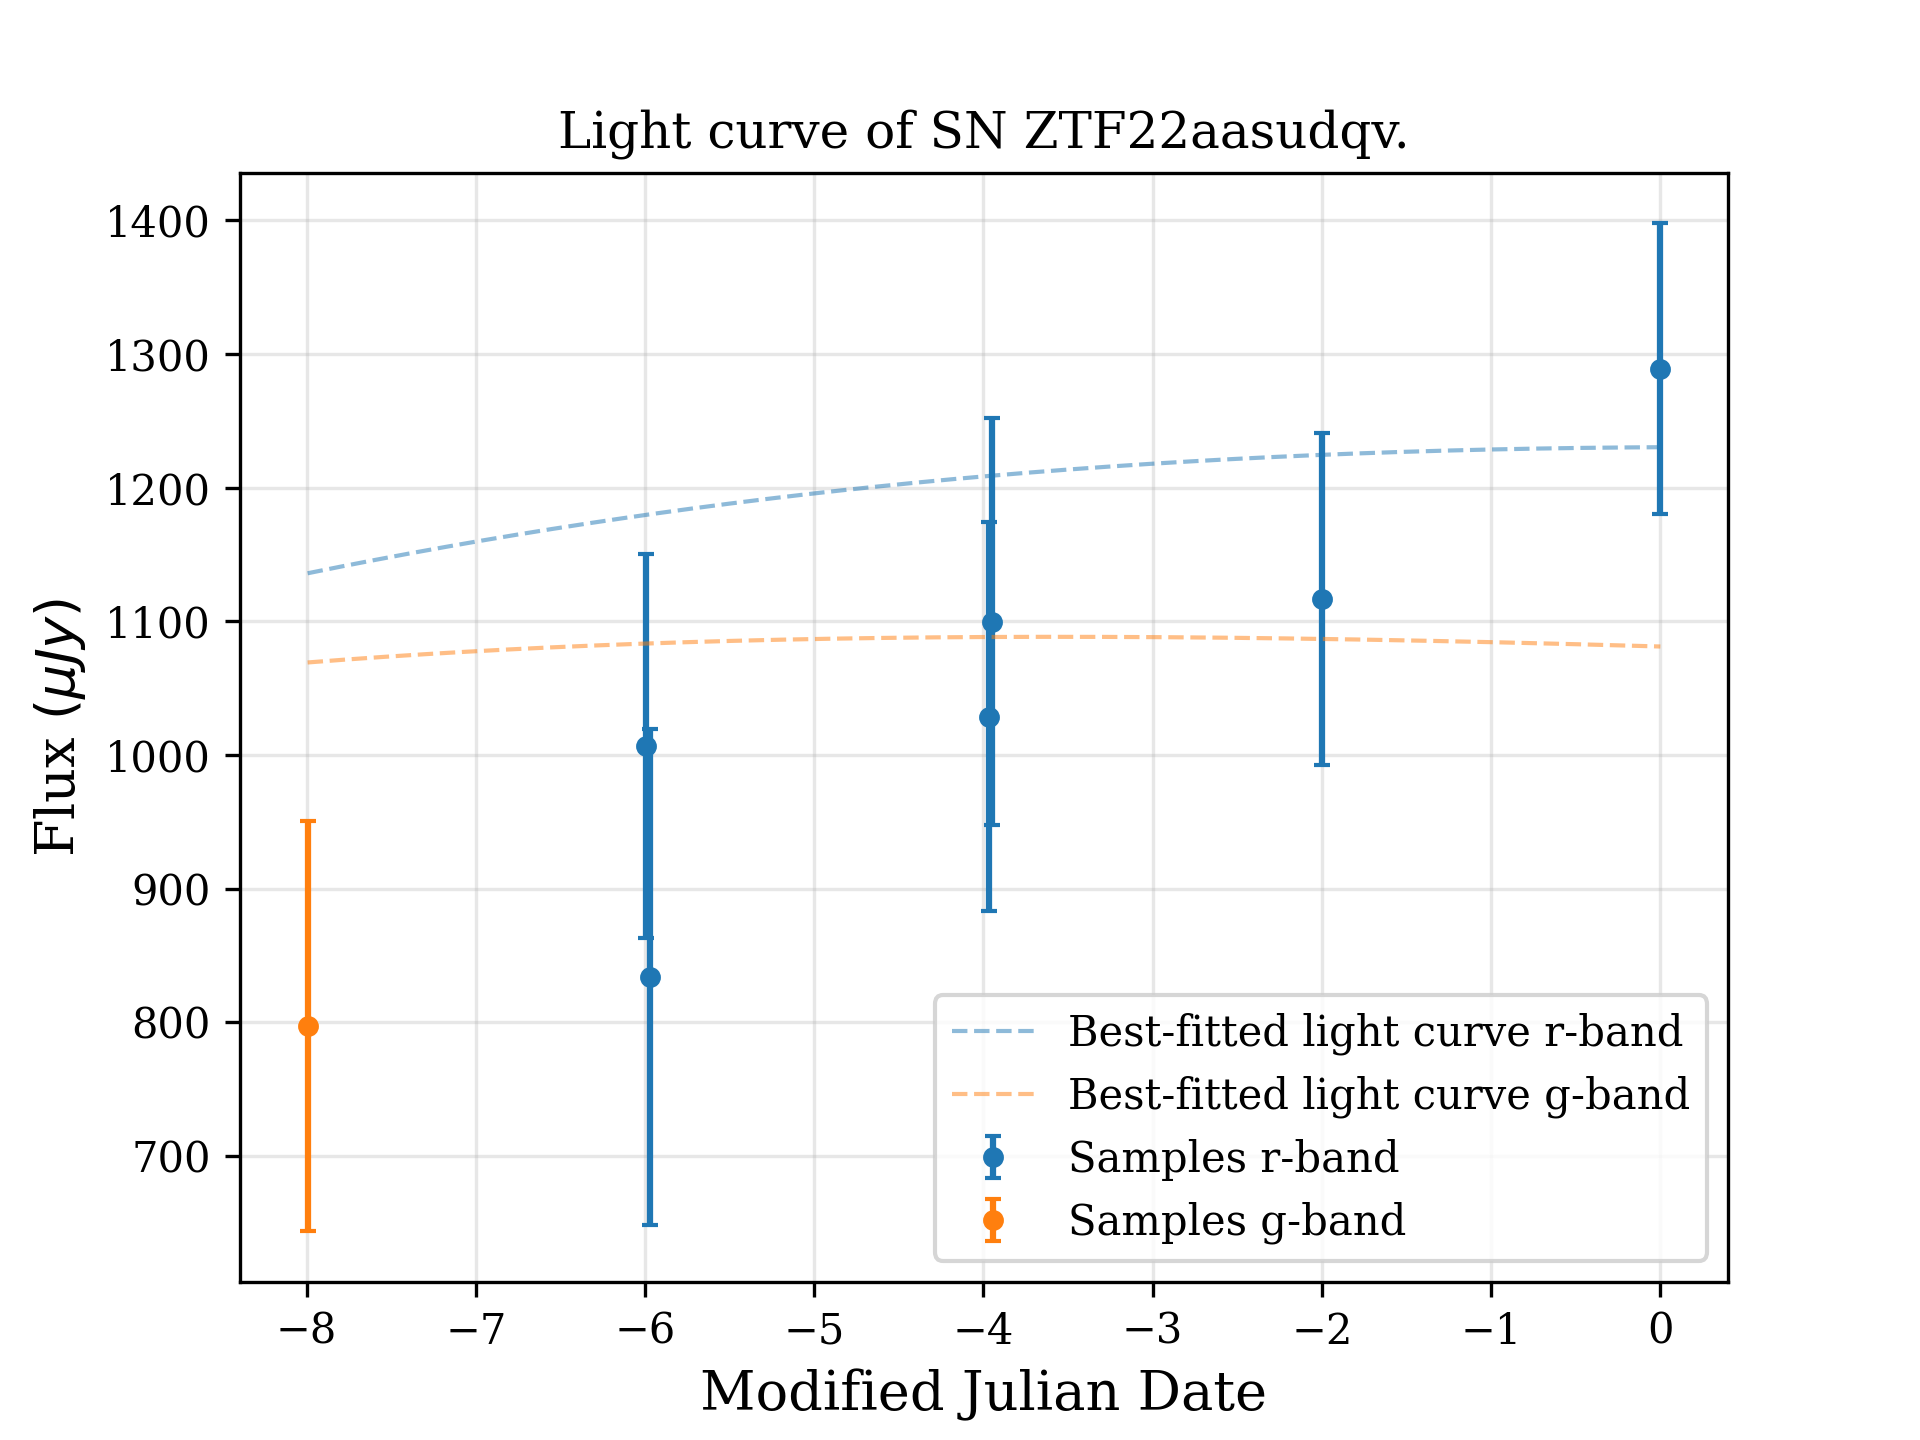 Light curve of SN ZTF22aasudqv.
1400
1300
1200
1100
1000
900
800
700
Flux (μJy)
−8 −7 −6 −5 −4 −3 −2 −1 0
Modified Julian Date
Best-fitted light curve r-band
Best-fitted light curve g-band
Samples r-band
Samples g-band